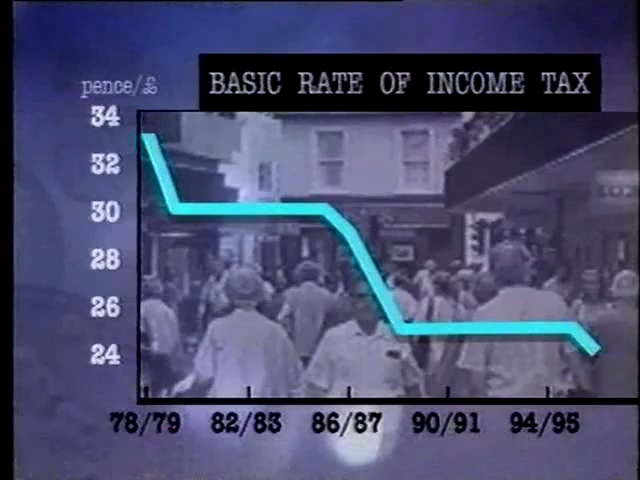 BASIC RATE OF INCOME TAX
pence/£
34
32
30
28
26
24
78/79 82/83 86/87 90/91 94/95